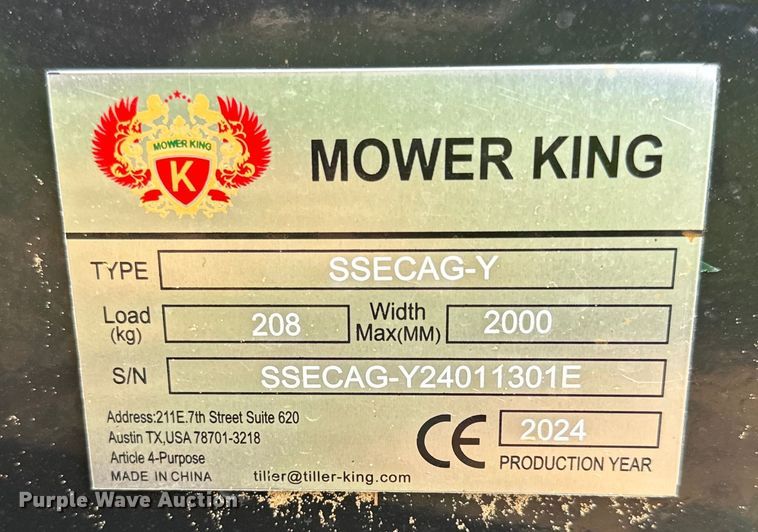 MOWER KING
K
MOWER KING
TYPE SSECAG-Y
Load (kg) 208 Width Max(MM) 2000
S/N SSECAG-Y24011301E
Address:211E.7th Street Suite 620
Austin TX,USA 78701-3218
Article 4-Purpose
MADE IN CHINA tiller@tiller-king.com
CE 2024
PRODUCTION YEAR
Purple Wave Auction